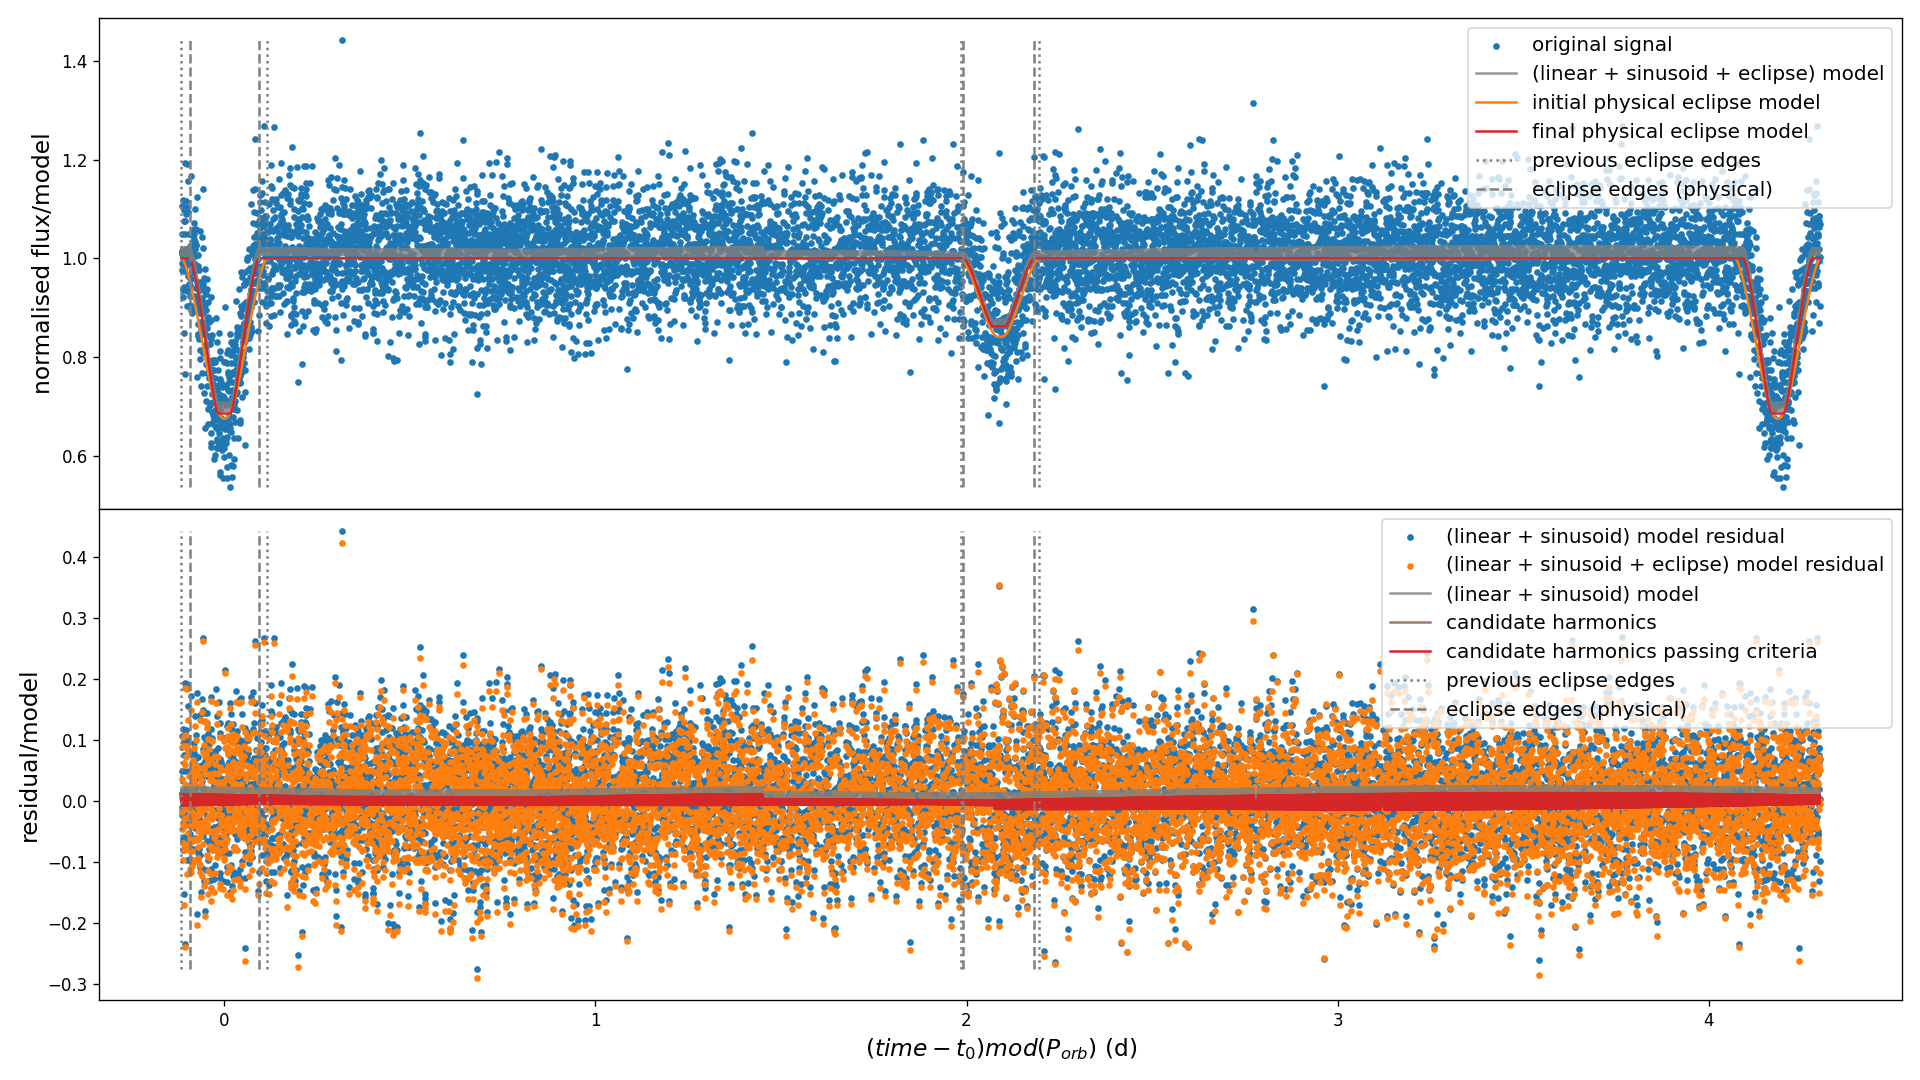 normalised flux/model
1.4
1.2
1.0
0.8
0.6
original signal
(linear + sinusoid + eclipse) model
initial physical eclipse model
final physical eclipse model
previous eclipse edges
eclipse edges (physical)
residual/model
0.4
0.3
0.2
0.1
0.0
−0.1
−0.2
−0.3
(linear + sinusoid) model residual
(linear + sinusoid + eclipse) model residual
(linear + sinusoid) model
candidate harmonics
candidate harmonics passing criteria
previous eclipse edges
eclipse edges (physical)
0 1 2 3 4
(time − t₀)mod(P_orb) (d)